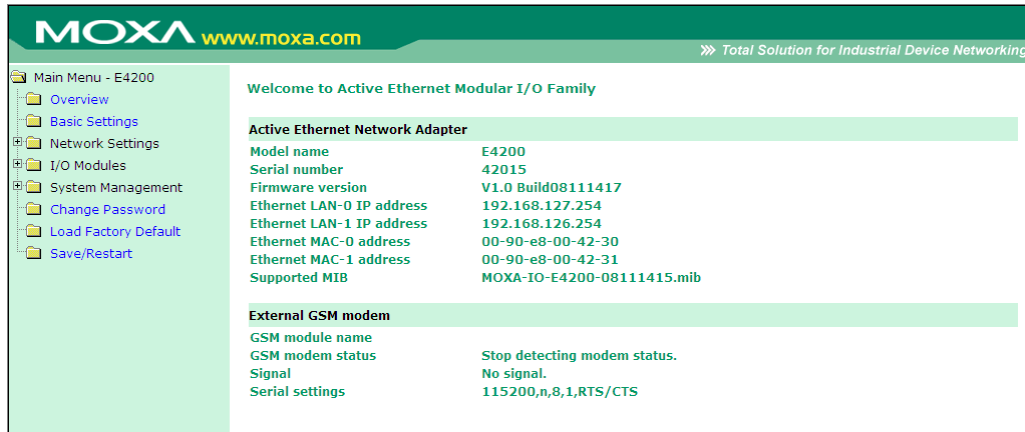 MOXA www.moxa.com
Total Solution for Industrial Device Networking
Main Menu - E4200
Overview
Basic Settings
Network Settings
I/O Modules
System Management
Change Password
Load Factory Default
Save/Restart
Welcome to Active Ethernet Modular I/O Family
Active Ethernet Network Adapter
Model name E4200
Serial number 42015
Firmware version V1.0 Build08111417
Ethernet LAN-0 IP address 192.168.127.254
Ethernet LAN-1 IP address 192.168.126.254
Ethernet MAC-0 address 00-90-e8-00-42-30
Ethernet MAC-1 address 00-90-e8-00-42-31
Supported MIB MOXA-IO-E4200-08111415.mib
External GSM modem
GSM module name
GSM modem status Stop detecting modem status.
Signal No signal.
Serial settings 115200,n,8,1,RTS/CTS